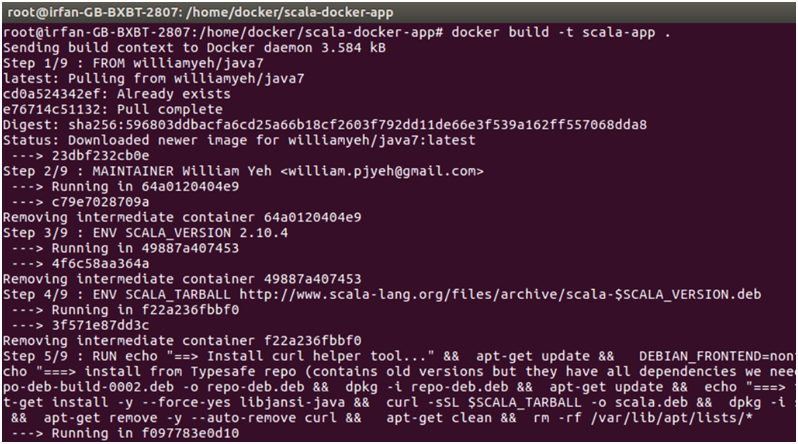 root@irfan-GB-BXBT-2807: /home/docker/scala-docker-app
root@irfan-GB-BXBT-2807:/home/docker/scala-docker-app# docker build -t scala-app .
Sending build context to Docker daemon 3.584 kB
Step 1/9 : FROM williamyeh/java7
latest: Pulling from williamyeh/java7
cd0a524342ef: Already exists
e76714c51132: Pull complete
Digest: sha256:596803ddbacfa6cd25a66b18cf2603f792dd11de66e3f539a162ff557068dda8
Status: Downloaded newer image for williamyeh/java7:latest
---> 23dbf232cb0e
Step 2/9 : MAINTAINER William Yeh <william.pjyeh@gmail.com>
---> Running in 64a0120404e9
---> c79e7028709a
Removing intermediate container 64a0120404e9
Step 3/9 : ENV SCALA_VERSION 2.10.4
---> Running in 49887a407453
---> 4f6c58aa364a
Removing intermediate container 49887a407453
Step 4/9 : ENV SCALA_TARBALL http://www.scala-lang.org/files/archive/scala-$SCALA_VERSION.deb
---> Running in f22a236fbbf0
---> 3f571e87dd3c
Removing intermediate container f22a236fbbf0
Step 5/9 : RUN echo "==> Install curl helper tool..." && apt-get update && DEBIAN_FRONTEND=non
cho "===> install from Typesafe repo (contains old versions but they have all dependencies we nee
po-deb-build-0002.deb -o repo-deb.deb && dpkg -i repo-deb.deb && apt-get update && echo "===>
t-get install -y --force-yes libjansi-java && curl -sSL $SCALA_TARBALL -o scala.deb && dpkg -i
&& apt-get remove -y --auto-remove curl && apt-get clean && rm -rf /var/lib/apt/lists/*
---> Running in f097783e0d10